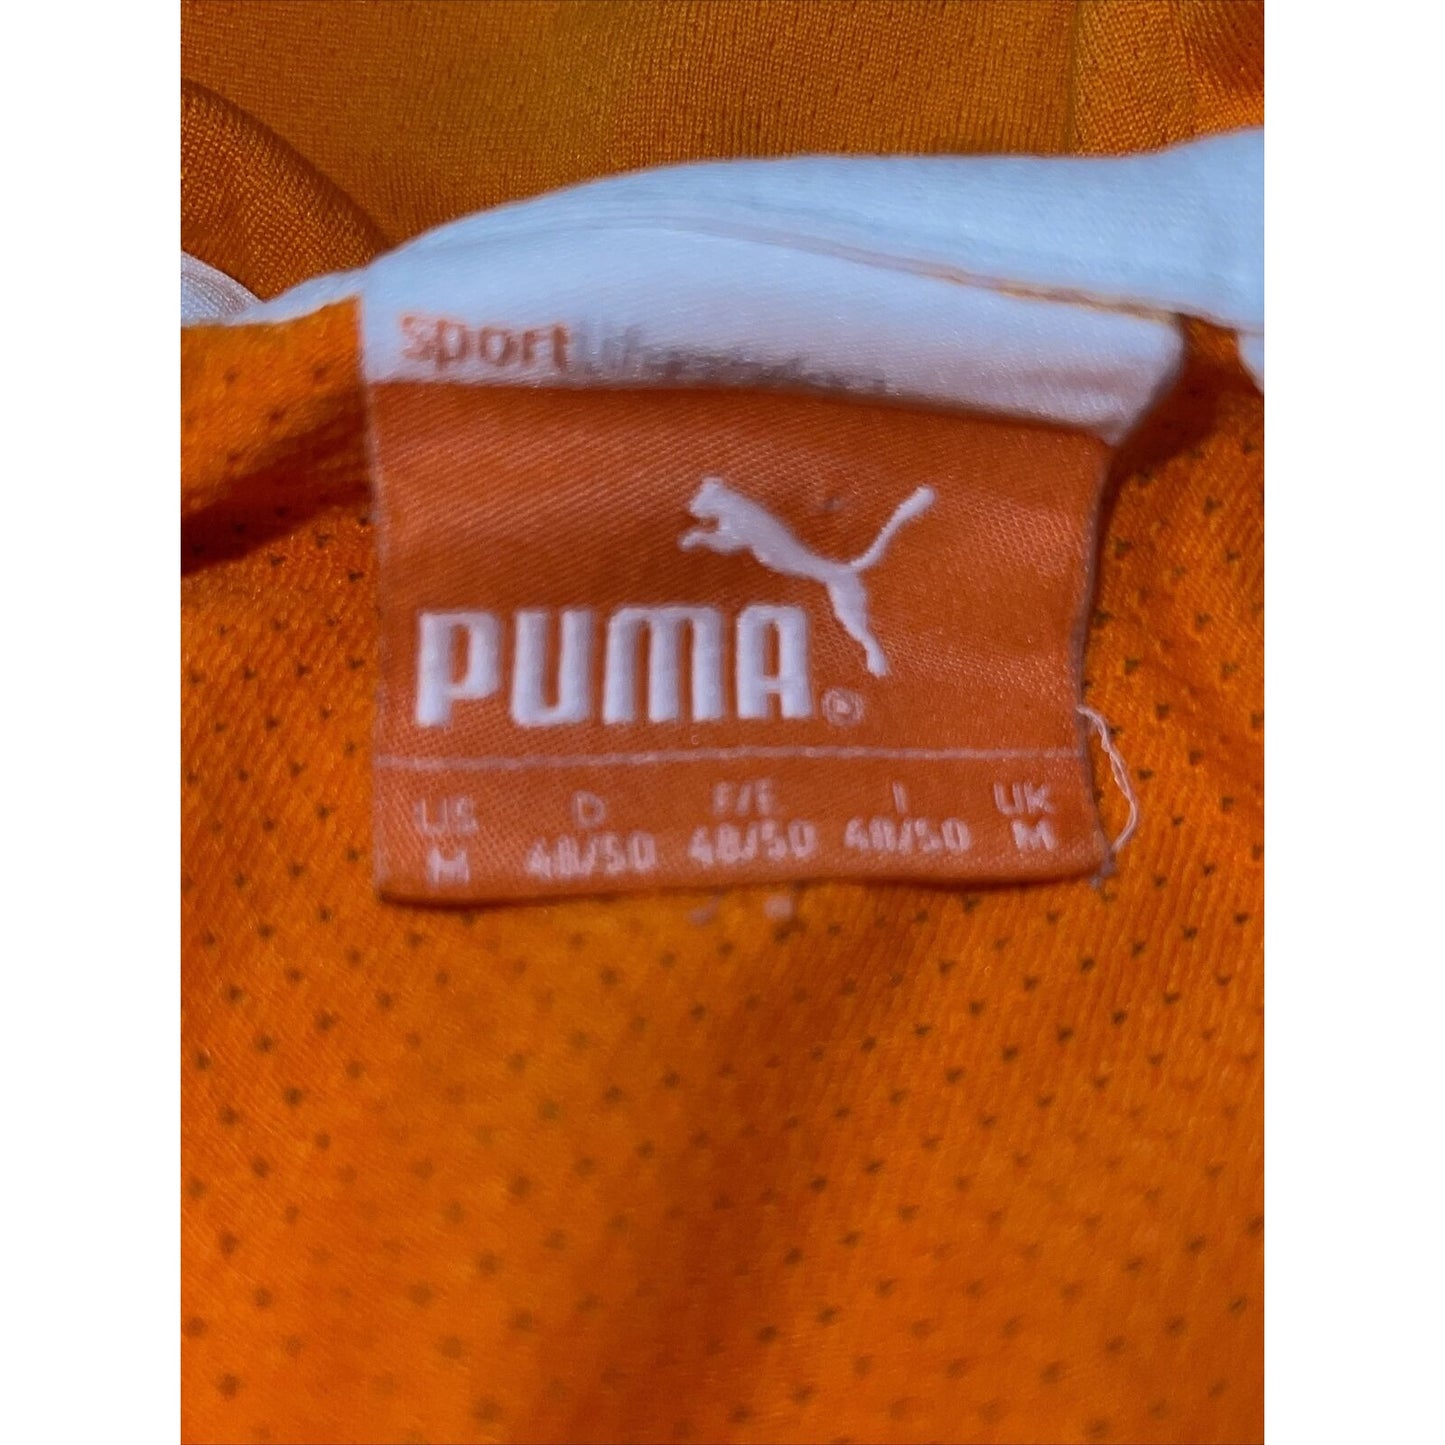 sport
PUMA®
US D F/E I UK
M 48/50 48/50 48/50 M